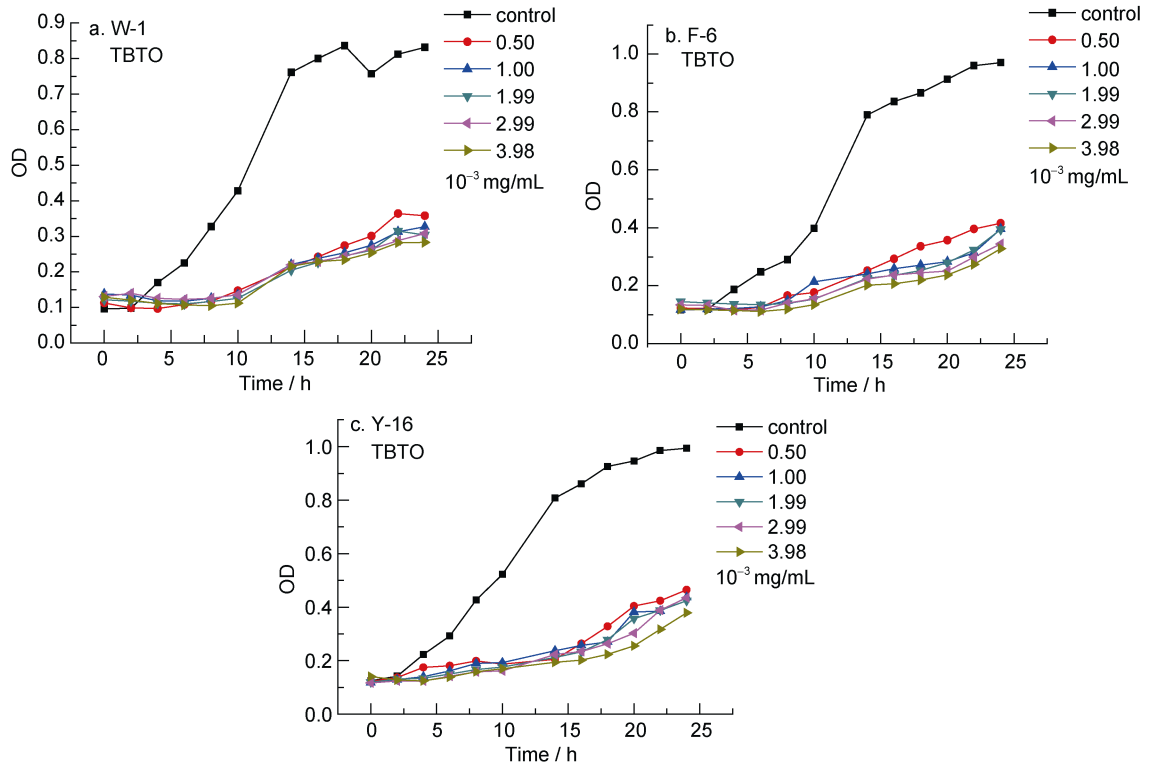 a. W-1
TBTO
0.9
0.8
0.7
0.6
0.5
0.4
0.3
0.2
0.1
0.0
OD
0 5 10 15 20 25
Time / h
control
0.50
1.00
1.99
2.99
3.98
10⁻³ mg/mL
b. F-6
TBTO
1.0
0.8
0.6
0.4
0.2
0.0
OD
0 5 10 15 20 25
Time / h
control
0.50
1.00
1.99
2.99
3.98
10⁻³ mg/mL
c. Y-16
TBTO
1.0
0.8
0.6
0.4
0.2
0.0
OD
0 5 10 15 20 25
Time / h
control
0.50
1.00
1.99
2.99
3.98
10⁻³ mg/mL